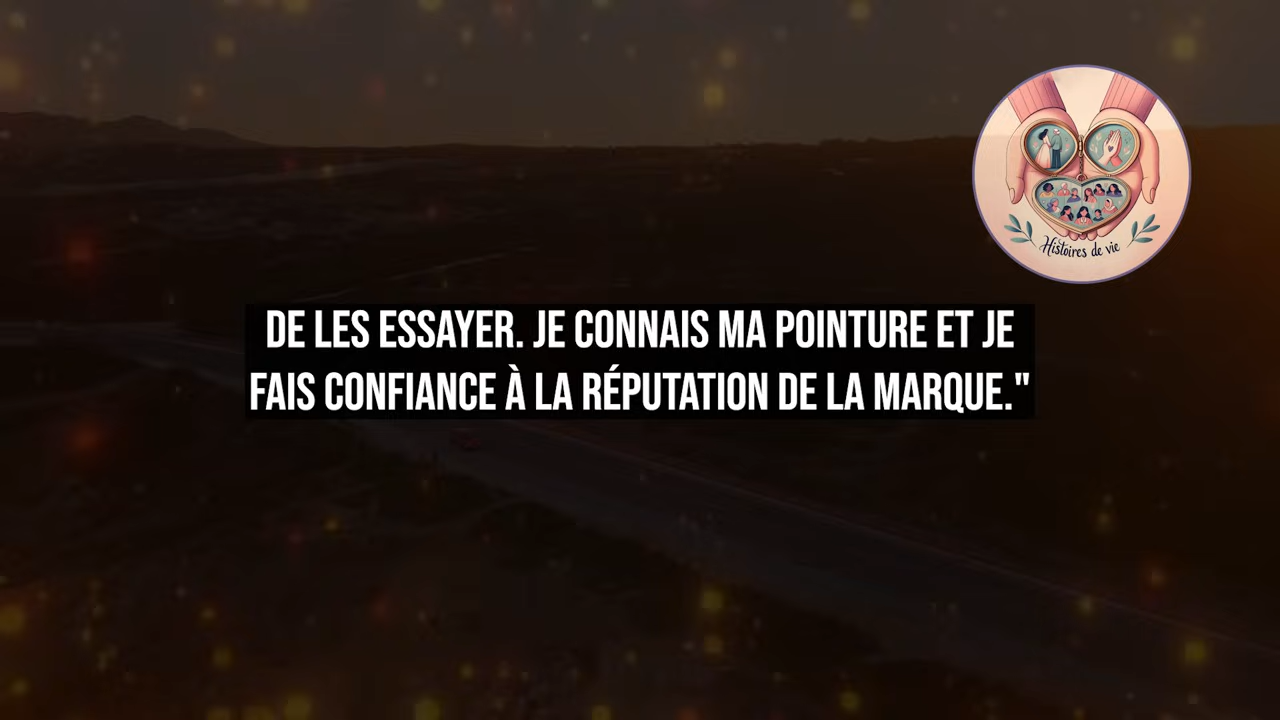 Histoires de vie
DE LES ESSAYER. JE CONNAIS MA POINTURE ET JE
FAIS CONFIANCE À LA RÉPUTATION DE LA MARQUE."